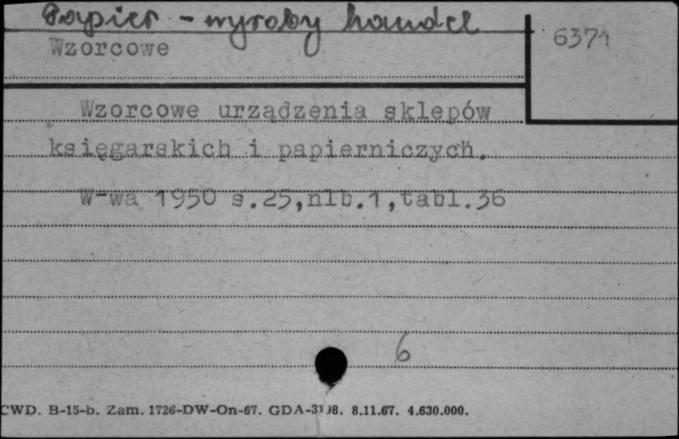 Papier - wyroby handel
Wzorcowe
6371
Wzorcowe urządzenia sklepów
księgarskich i papierniczych.
W-wa 1950 s.25,nlb.1,tabl.36
6
CWD. B-15-b. Zam. 1726-DW-On-67. GDA-3198. 8.11.67. 4.630.000.